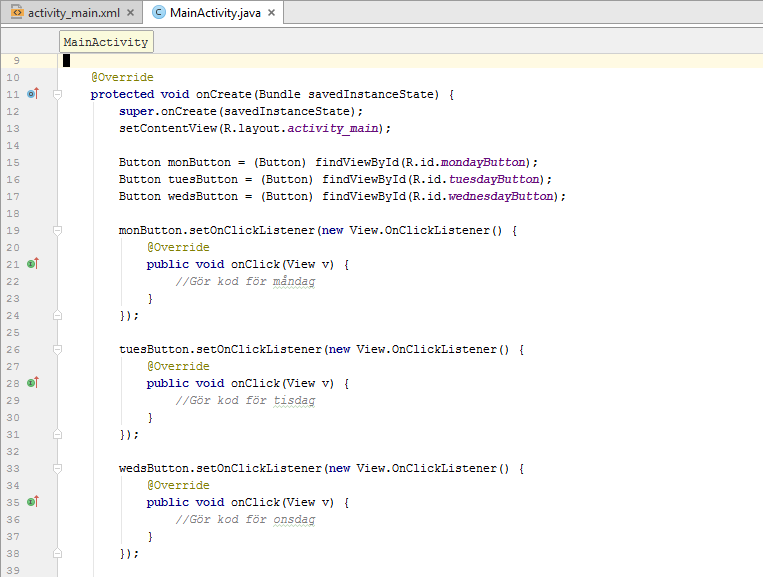 activity_main.xml MainActivity.java
MainActivity
9
10 @Override
11 protected void onCreate(Bundle savedInstanceState) {
12 super.onCreate(savedInstanceState);
13 setContentView(R.layout.activity_main);
14
15 Button monButton = (Button) findViewById(R.id.mondayButton);
16 Button tuesButton = (Button) findViewById(R.id.tuesdayButton);
17 Button wedsButton = (Button) findViewById(R.id.wednesdayButton);
18
19 monButton.setOnClickListener(new View.OnClickListener() {
20 @Override
21 public void onClick(View v) {
22 //Gör kod för måndag
23 }
24 });
25
26 tuesButton.setOnClickListener(new View.OnClickListener() {
27 @Override
28 public void onClick(View v) {
29 //Gör kod för tisdag
30 }
31 });
32
33 wedsButton.setOnClickListener(new View.OnClickListener() {
34 @Override
35 public void onClick(View v) {
36 //Gör kod för onsdag
37 }
38 });
39